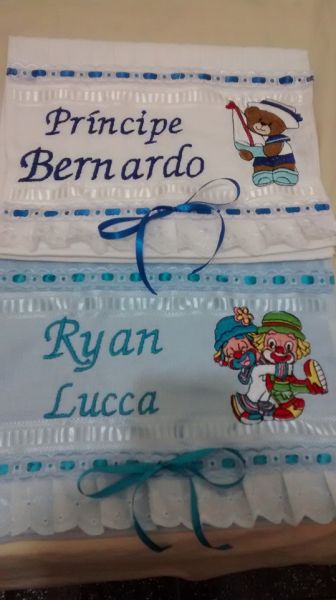 Príncipe
Bernardo
Ryan
Lucca